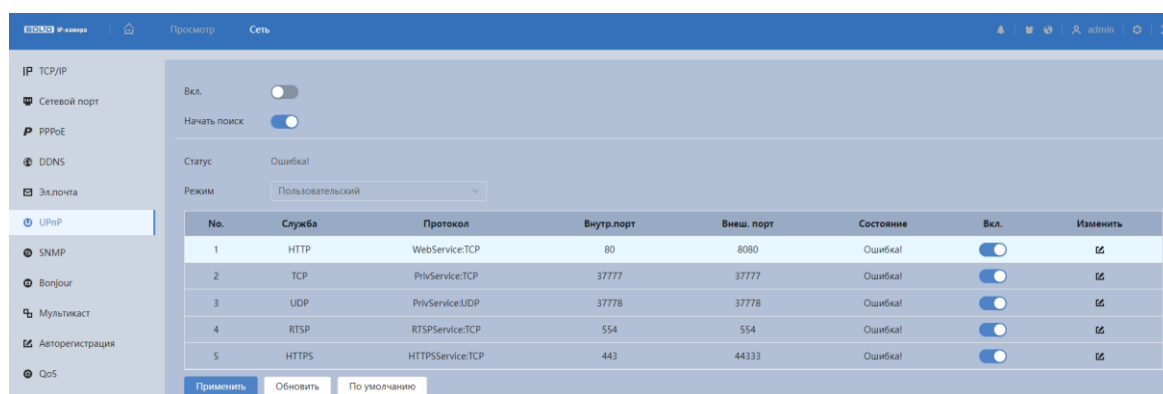 BOLID IP-камера Просмотр Сеть admin
IP TCP/IP
Сетевой порт
P PPPoE
DDNS
Эл.почта
UPnP
SNMP
Bonjour
Мультикаст
Авторегистрация
QoS
Вкл.
Начать поиск
Статус Ошибка!
Режим Пользовательский
No. Служба Протокол Внутр.порт Внеш. порт Состояние Вкл. Изменить
1 HTTP WebService:TCP 80 8080 Ошибка!
2 TCP PrivService:TCP 37777 37777 Ошибка!
3 UDP PrivService:UDP 37778 37778 Ошибка!
4 RTSP RTSPService:TCP 554 554 Ошибка!
5 HTTPS HTTPSService:TCP 443 44333 Ошибка!
Применить Обновить По умолчанию